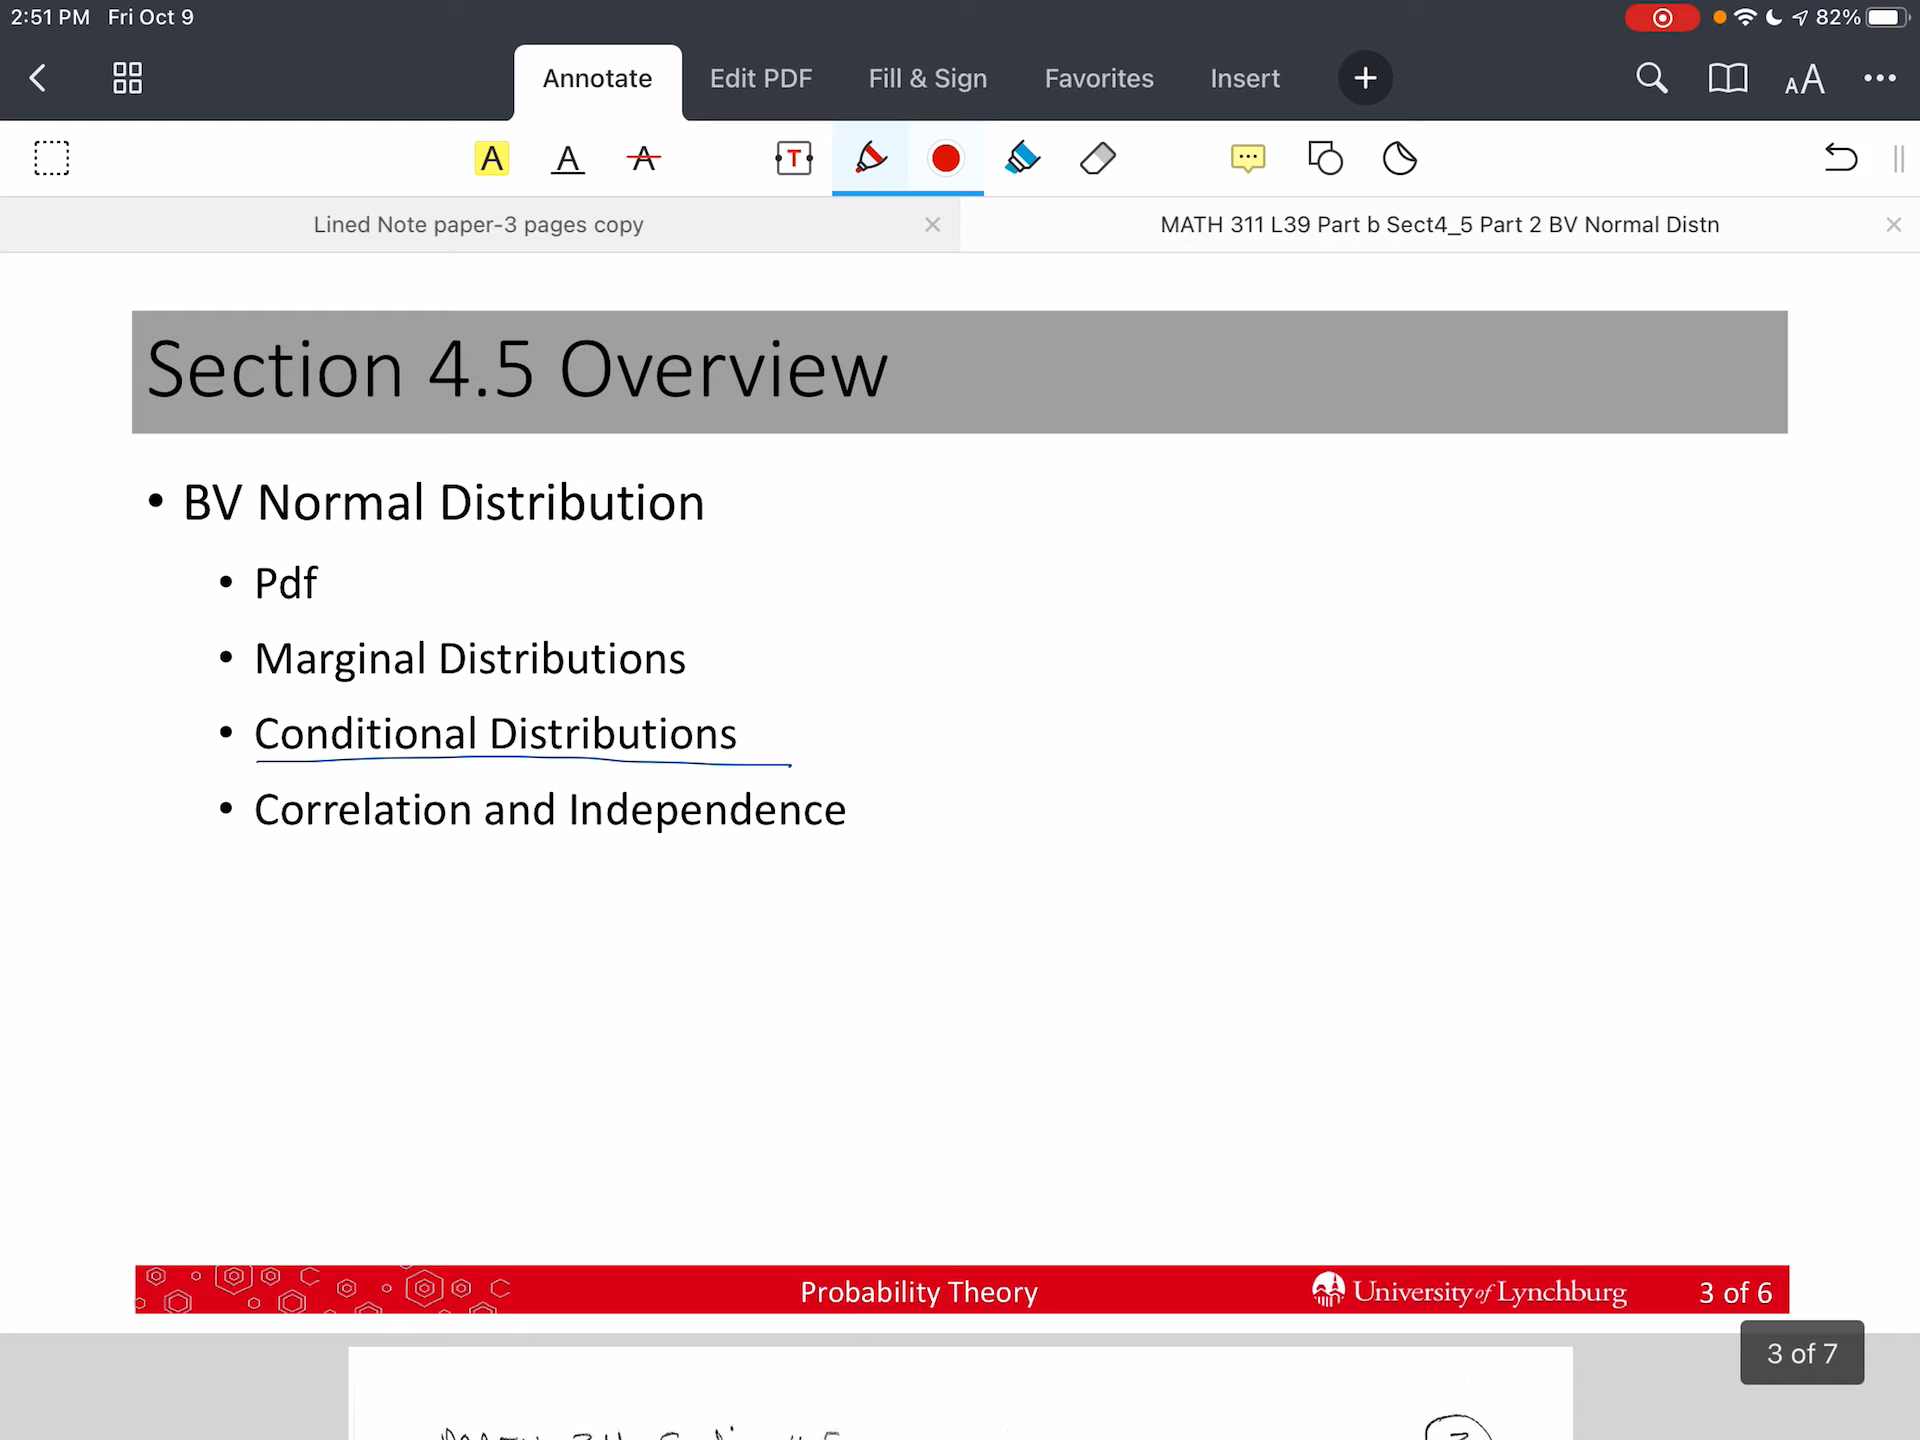 2:51 PM Fri Oct 9 82%
Annotate Edit PDF Fill & Sign Favorites Insert AA
A A A T
Lined Note paper-3 pages copy MATH 311 L39 Part b Sect4_5 Part 2 BV Normal Distn
Section 4.5 Overview
• BV Normal Distribution
• Pdf
• Marginal Distributions
• Conditional Distributions
• Correlation and Independence
Probability Theory University of Lynchburg 3 of 6
3 of 7